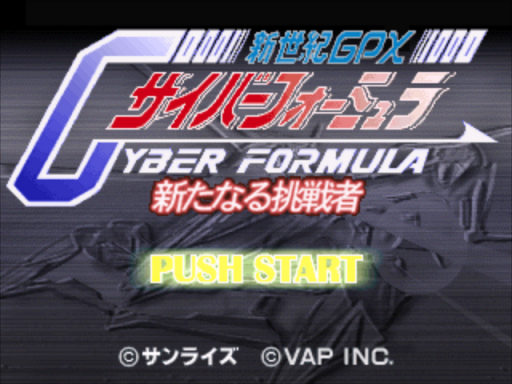 新世紀GPX
サイバーフォーミュラ
CYBER FORMULA
新たなる挑戦者
PUSH START
©サンライズ ©VAP INC.